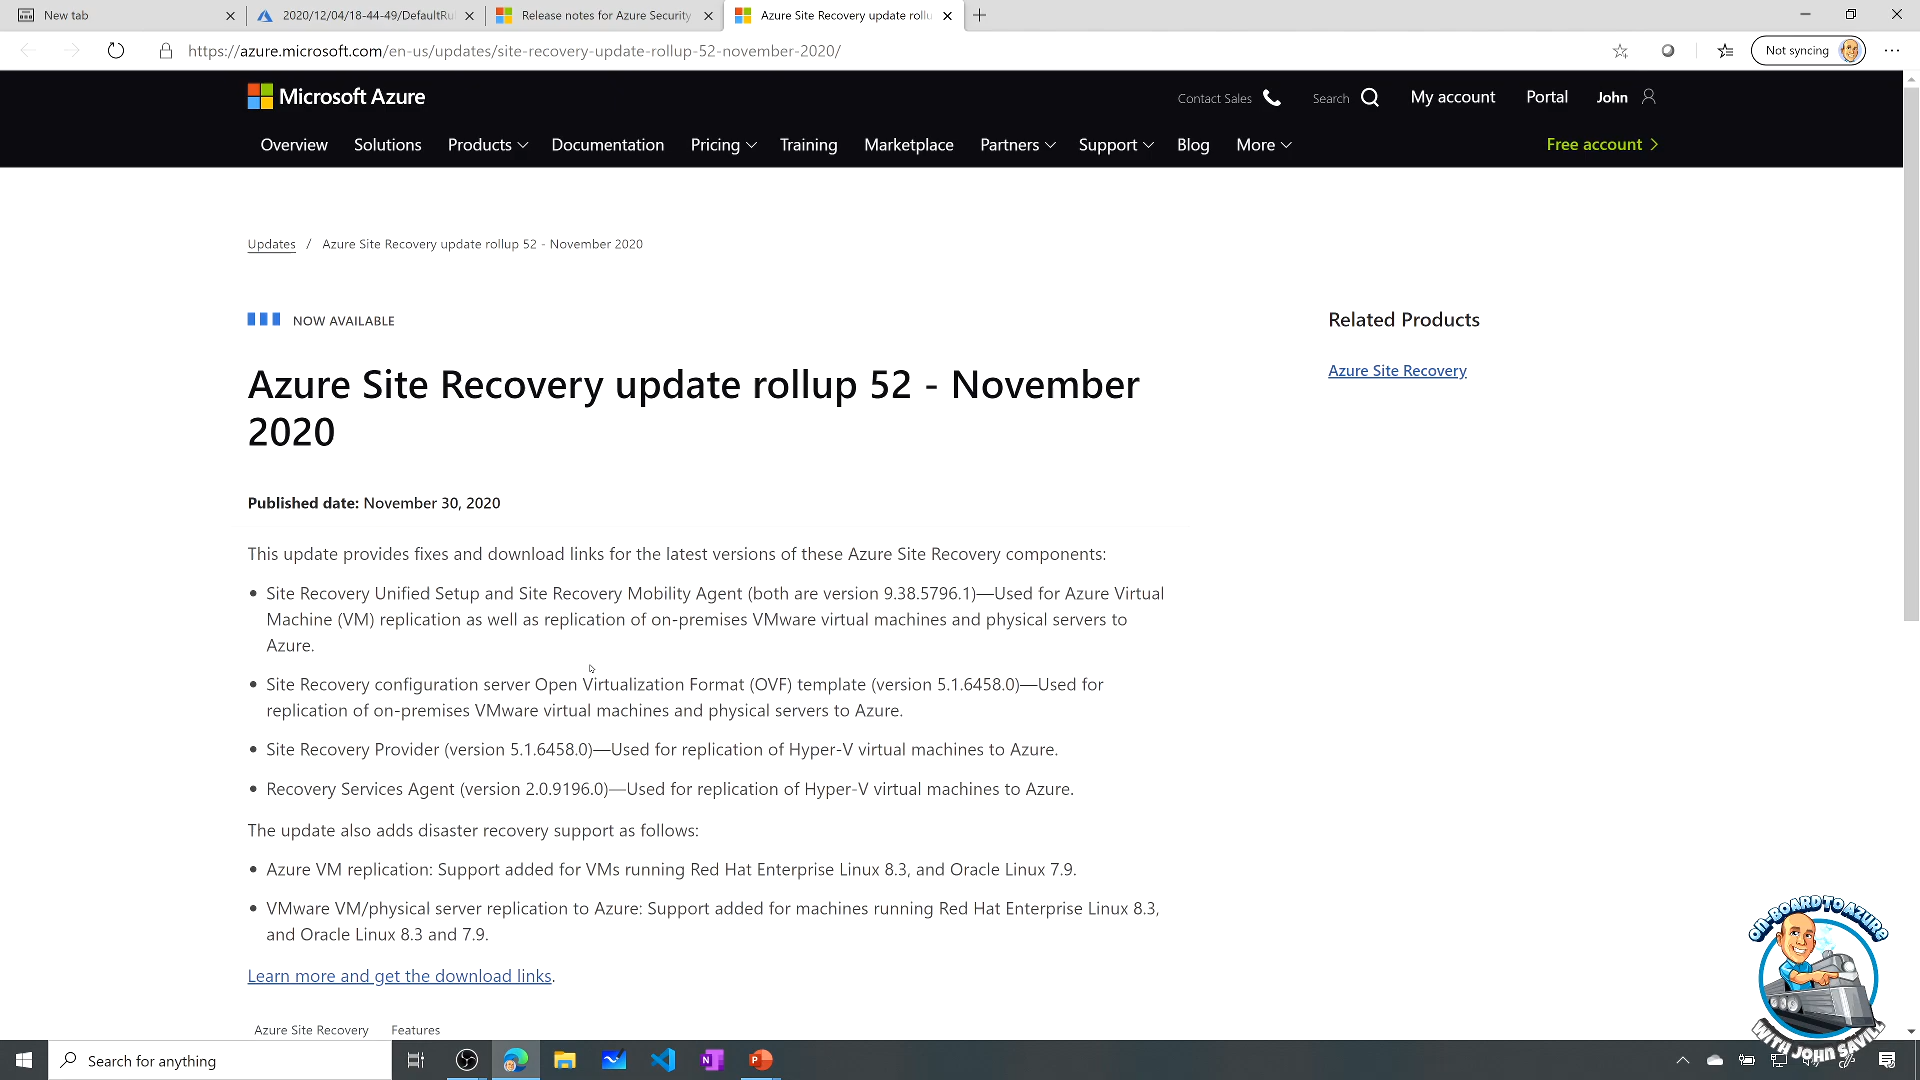 New tab
2020/12/04/18-44-49/DefaultRu
Release notes for Azure Security
Azure Site Recovery update rollu
https://azure.microsoft.com/en-us/updates/site-recovery-update-rollup-52-november-2020/
Not syncing
Microsoft Azure
Contact Sales
Search
My account
Portal
John
Overview
Solutions
Products
Documentation
Pricing
Training
Marketplace
Partners
Support
Blog
More
Free account
Updates / Azure Site Recovery update rollup 52 - November 2020
NOW AVAILABLE
Related Products
Azure Site Recovery update rollup 52 - November
2020
Azure Site Recovery
Published date: November 30, 2020
This update provides fixes and download links for the latest versions of these Azure Site Recovery components:
• Site Recovery Unified Setup and Site Recovery Mobility Agent (both are version 9.38.5796.1)—Used for Azure Virtual
Machine (VM) replication as well as replication of on-premises VMware virtual machines and physical servers to
Azure.
• Site Recovery configuration server Open Virtualization Format (OVF) template (version 5.1.6458.0)—Used for
replication of on-premises VMware virtual machines and physical servers to Azure.
• Site Recovery Provider (version 5.1.6458.0)—Used for replication of Hyper-V virtual machines to Azure.
• Recovery Services Agent (version 2.0.9196.0)—Used for replication of Hyper-V virtual machines to Azure.
The update also adds disaster recovery support as follows:
• Azure VM replication: Support added for VMs running Red Hat Enterprise Linux 8.3, and Oracle Linux 7.9.
• VMware VM/physical server replication to Azure: Support added for machines running Red Hat Enterprise Linux 8.3,
and Oracle Linux 8.3 and 7.9.
Learn more and get the download links.
Azure Site Recovery
Features
ON-BOARD TO AZURE
WITH JOHN SAVILL
Search for anything